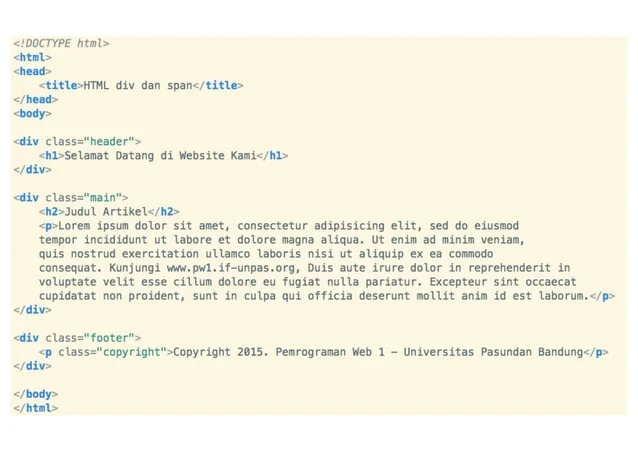 <!DOCTYPE html>
<html>
<head>
    <title>HTML div dan span</title>
</head>
<body>

<div class="header">
    <h1>Selamat Datang di Website Kami</h1>
</div>

<div class="main">
    <h2>Judul Artikel</h2>
    <p>Lorem ipsum dolor sit amet, consectetur adipisicing elit, sed do eiusmod
    tempor incididunt ut labore et dolore magna aliqua. Ut enim ad minim veniam,
    quis nostrud exercitation ullamco laboris nisi ut aliquip ex ea commodo
    consequat. Kunjungi www.pw1.if-unpas.org, Duis aute irure dolor in reprehenderit in
    voluptate velit esse cillum dolore eu fugiat nulla pariatur. Excepteur sint occaecat
    cupidatat non proident, sunt in culpa qui officia deserunt mollit anim id est laborum.</p>
</div>

<div class="footer">
    <p class="copyright">Copyright 2015. Pemrograman Web 1 - Universitas Pasundan Bandung</p>
</div>

</body>
</html>